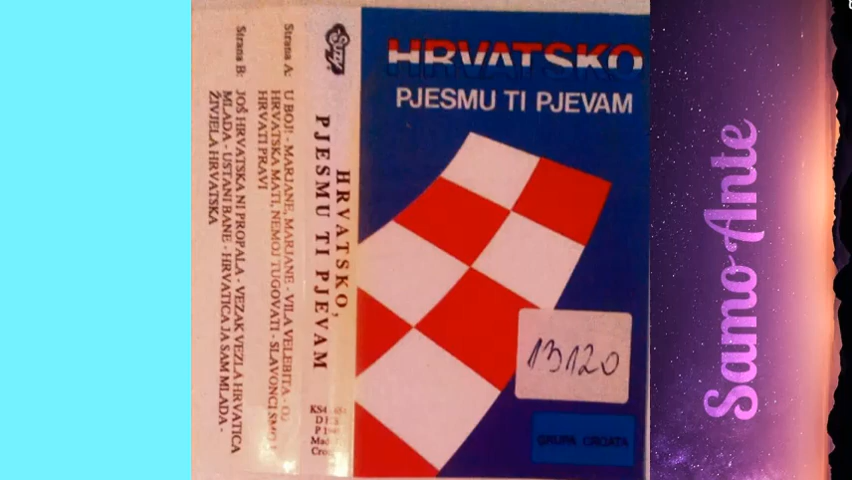 Strana A:
U BOJ! - MARJANE, MARJANE - VILA VELEBITA - OJ
HRVATSKA MATI, NEMOJ TUGOVATI - SLAVONCI SMO I
HRVATI PRAVI
Strana B:
JOŠ HRVATSKA NI PROPALA - VEZAK VEZLA HRVATICA
MLADA - USTANI BANE - HRVATICA JA SAM MLADA -
ŽIVJELA HRVATSKA
Suzy
HRVATSKO,
PJESMU TI PJEVAM
HRVATSKO
PJESMU TI PJEVAM
13120
GRUPA CROATA
Samo Ante